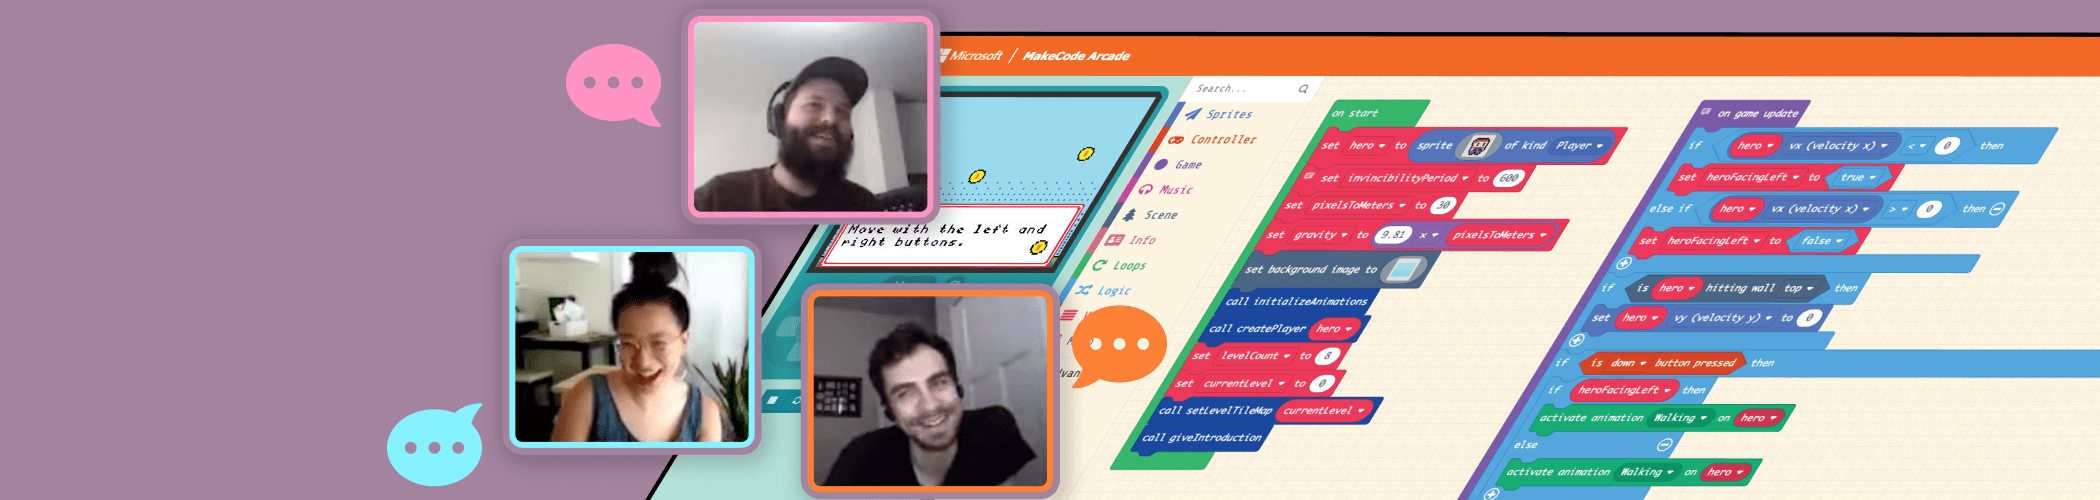 Microsoft / MakeCode Arcade
Move with the left and
right buttons.
Search...
Sprites
Controller
Game
Music
Scene
Info
Loops
Logic
on start
set hero to sprite of kind Player
set invincibilityPeriod to 600
set pixelsToMeters to 30
set gravity to 9.81 x pixelsToMeters
set background image to
call initializeAnimations
call createPlayer hero
set levelCount to 8
set currentLevel to 0
call setLevelTileMap currentLevel
call giveIntroduction
on game update
if hero vx (velocity x) < 0 then
set heroFacingLeft to true
else if hero vx (velocity x) > 0 then
set heroFacingLeft to false
if is hero hitting wall top then
set hero vy (velocity y) to 0
if is down button pressed then
if heroFacingLeft then
activate animation Walking on hero
else
activate animation Walking on hero